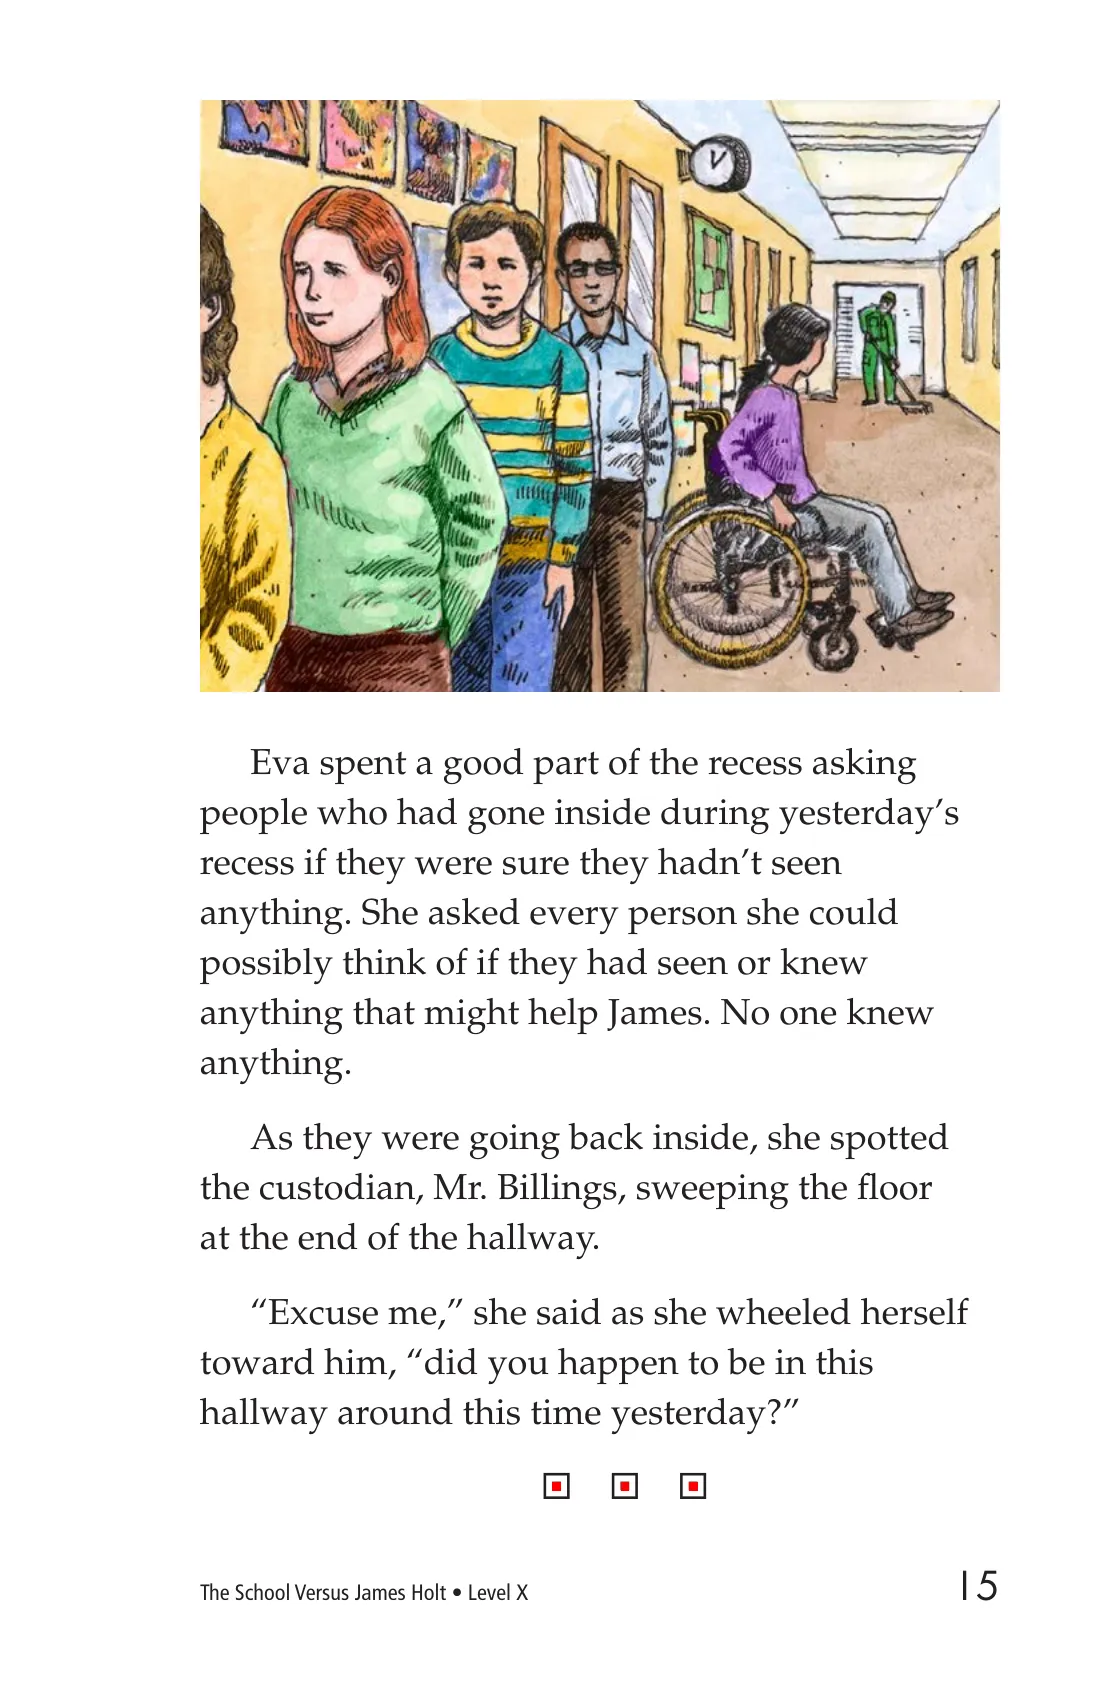 Eva spent a good part of the recess asking
people who had gone inside during yesterday’s
recess if they were sure they hadn’t seen
anything. She asked every person she could
possibly think of if they had seen or knew
anything that might help James. No one knew
anything.
As they were going back inside, she spotted
the custodian, Mr. Billings, sweeping the floor
at the end of the hallway.
“Excuse me,” she said as she wheeled herself
toward him, “did you happen to be in this
hallway around this time yesterday?”
The School Versus James Holt • Level X
15